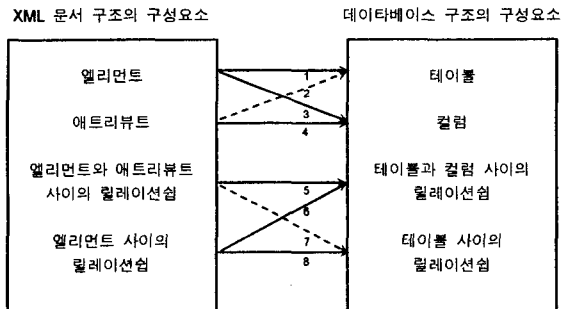 XML 문서 구조의 구성요소
데이타베이스 구조의 구성요소
엘리먼트
애트리뷰트
엘리먼트와 애트리뷰트
사이의 릴레이션쉽
엘리먼트 사이의
릴레이션쉽
1
2
3
4
5
6
7
8
테이블
컬럼
테이블과 컬럼 사이의
릴레이션쉽
테이블 사이의
릴레이션쉽